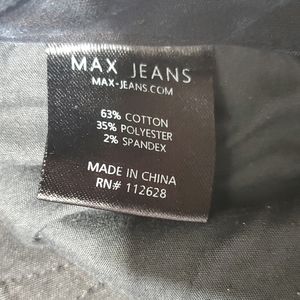 MAX JEANS
MAX-JEANS.COM
63% COTTON
35% POLYESTER
2% SPANDEX
MADE IN CHINA
RN# 112628